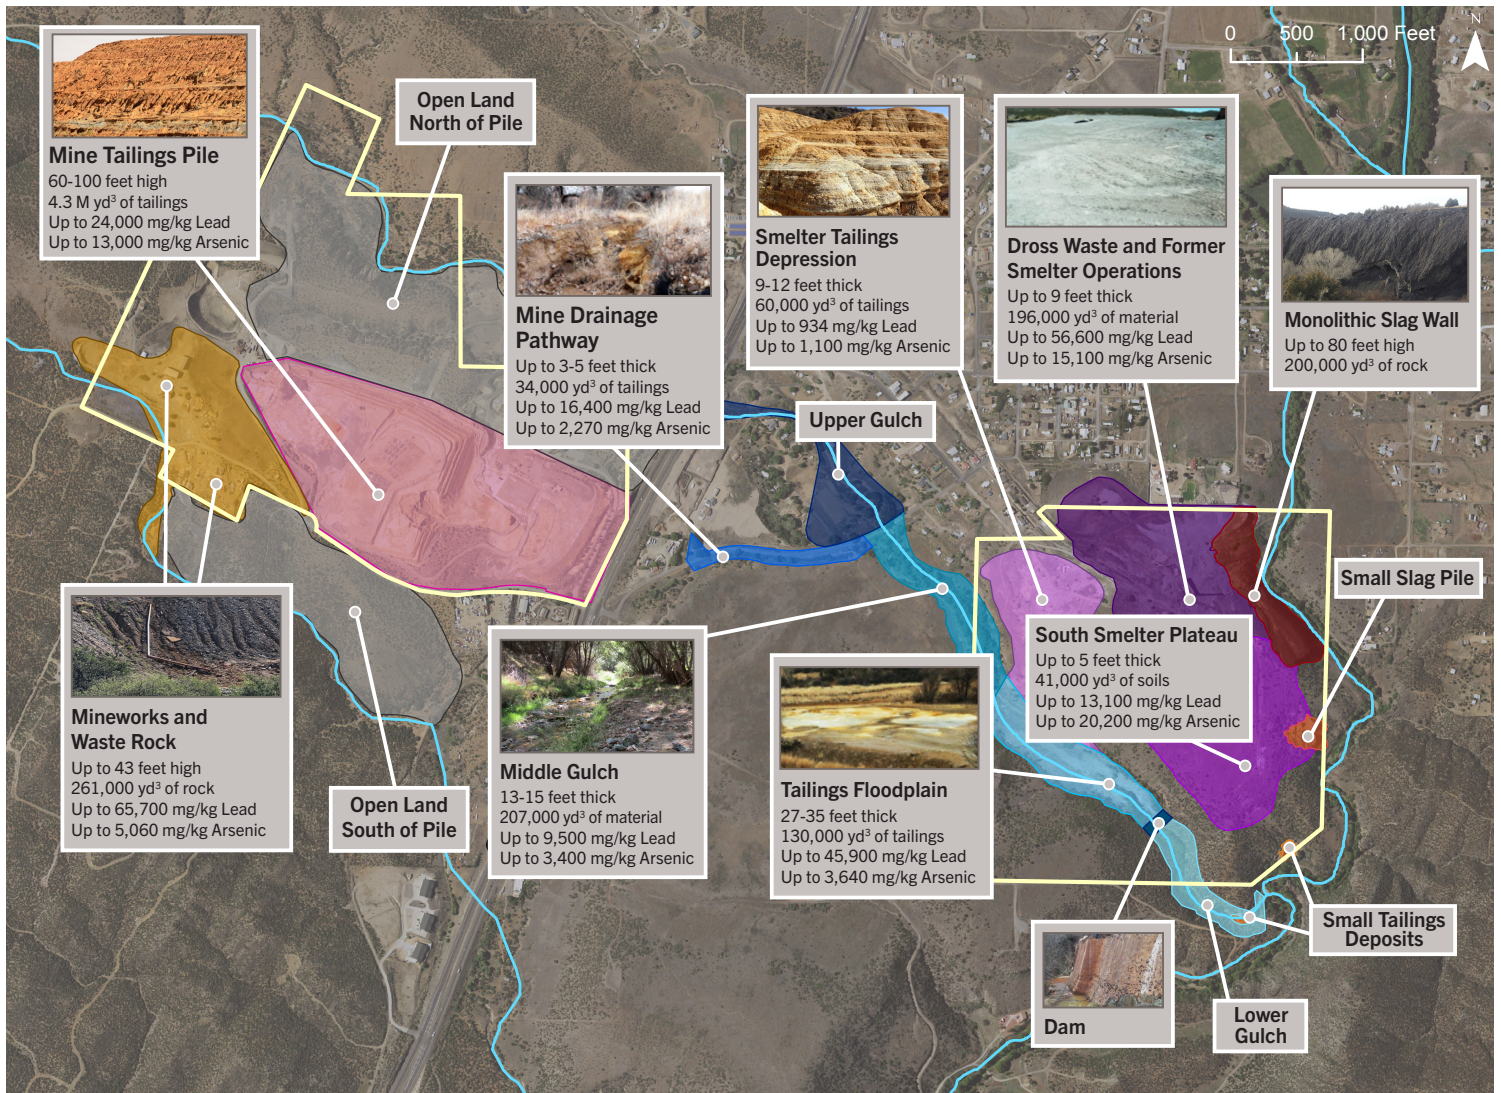 N
0 500 1,000 Feet
Mine Tailings Pile
60-100 feet high
4.3 M yd³ of tailings
Up to 24,000 mg/kg Lead
Up to 13,000 mg/kg Arsenic
Open Land
North of Pile
Mine Drainage
Pathway
Up to 3-5 feet thick
34,000 yd³ of tailings
Up to 16,400 mg/kg Lead
Up to 2,270 mg/kg Arsenic
Smelter Tailings
Depression
9-12 feet thick
60,000 yd³ of tailings
Up to 934 mg/kg Lead
Up to 1,100 mg/kg Arsenic
Dross Waste and Former
Smelter Operations
Up to 9 feet thick
196,000 yd³ of material
Up to 56,600 mg/kg Lead
Up to 15,100 mg/kg Arsenic
Monolithic Slag Wall
Up to 80 feet high
200,000 yd³ of rock
Upper Gulch
Small Slag Pile
Mineworks and
Waste Rock
Up to 43 feet high
261,000 yd³ of rock
Up to 65,700 mg/kg Lead
Up to 5,060 mg/kg Arsenic
Open Land
South of Pile
Middle Gulch
13-15 feet thick
207,000 yd³ of material
Up to 9,500 mg/kg Lead
Up to 3,400 mg/kg Arsenic
Tailings Floodplain
27-35 feet thick
130,000 yd³ of tailings
Up to 45,900 mg/kg Lead
Up to 3,640 mg/kg Arsenic
South Smelter Plateau
Up to 5 feet thick
41,000 yd³ of soils
Up to 13,100 mg/kg Lead
Up to 20,200 mg/kg Arsenic
Small Tailings
Deposits
Dam
Lower
Gulch